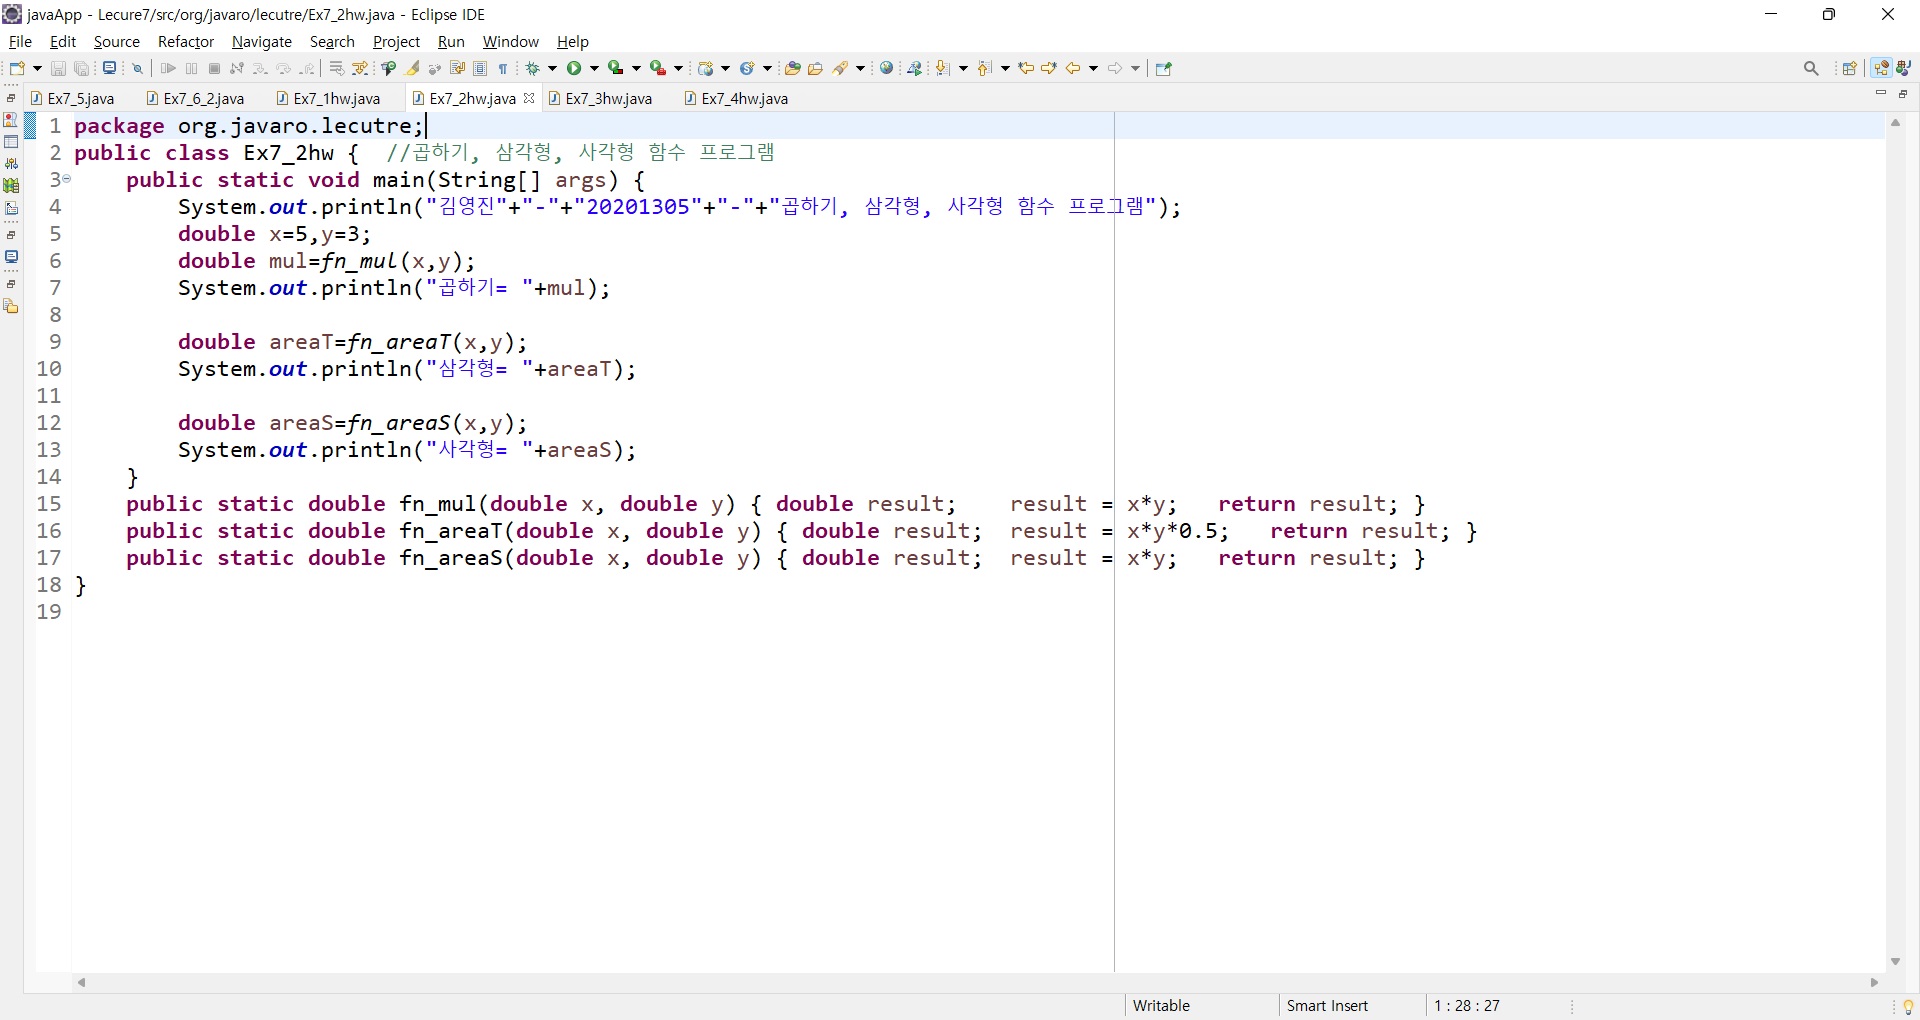 javaApp - Lecure7/src/org/javaro/lecutre/Ex7_2hw.java - Eclipse IDE
File Edit Source Refactor Navigate Search Project Run Window Help
Ex7_5.java Ex7_6_2.java Ex7_1hw.java Ex7_2hw.java Ex7_3hw.java Ex7_4hw.java
1 package org.javaro.lecutre;
2 public class Ex7_2hw { //곱하기, 삼각형, 사각형 함수 프로그램
3 public static void main(String[] args) {
4 System.out.println("김영진"+"-"+"20201305"+"-"+"곱하기, 삼각형, 사각형 함수 프로그램");
5 double x=5,y=3;
6 double mul=fn_mul(x,y);
7 System.out.println("곱하기= "+mul);
8
9 double areaT=fn_areaT(x,y);
10 System.out.println("삼각형= "+areaT);
11
12 double areaS=fn_areaS(x,y);
13 System.out.println("사각형= "+areaS);
14 }
15 public static double fn_mul(double x, double y) { double result; result = x*y; return result; }
16 public static double fn_areaT(double x, double y) { double result; result = x*y*0.5; return result; }
17 public static double fn_areaS(double x, double y) { double result; result = x*y; return result; }
18 }
19
Writable Smart Insert 1 : 28 : 27